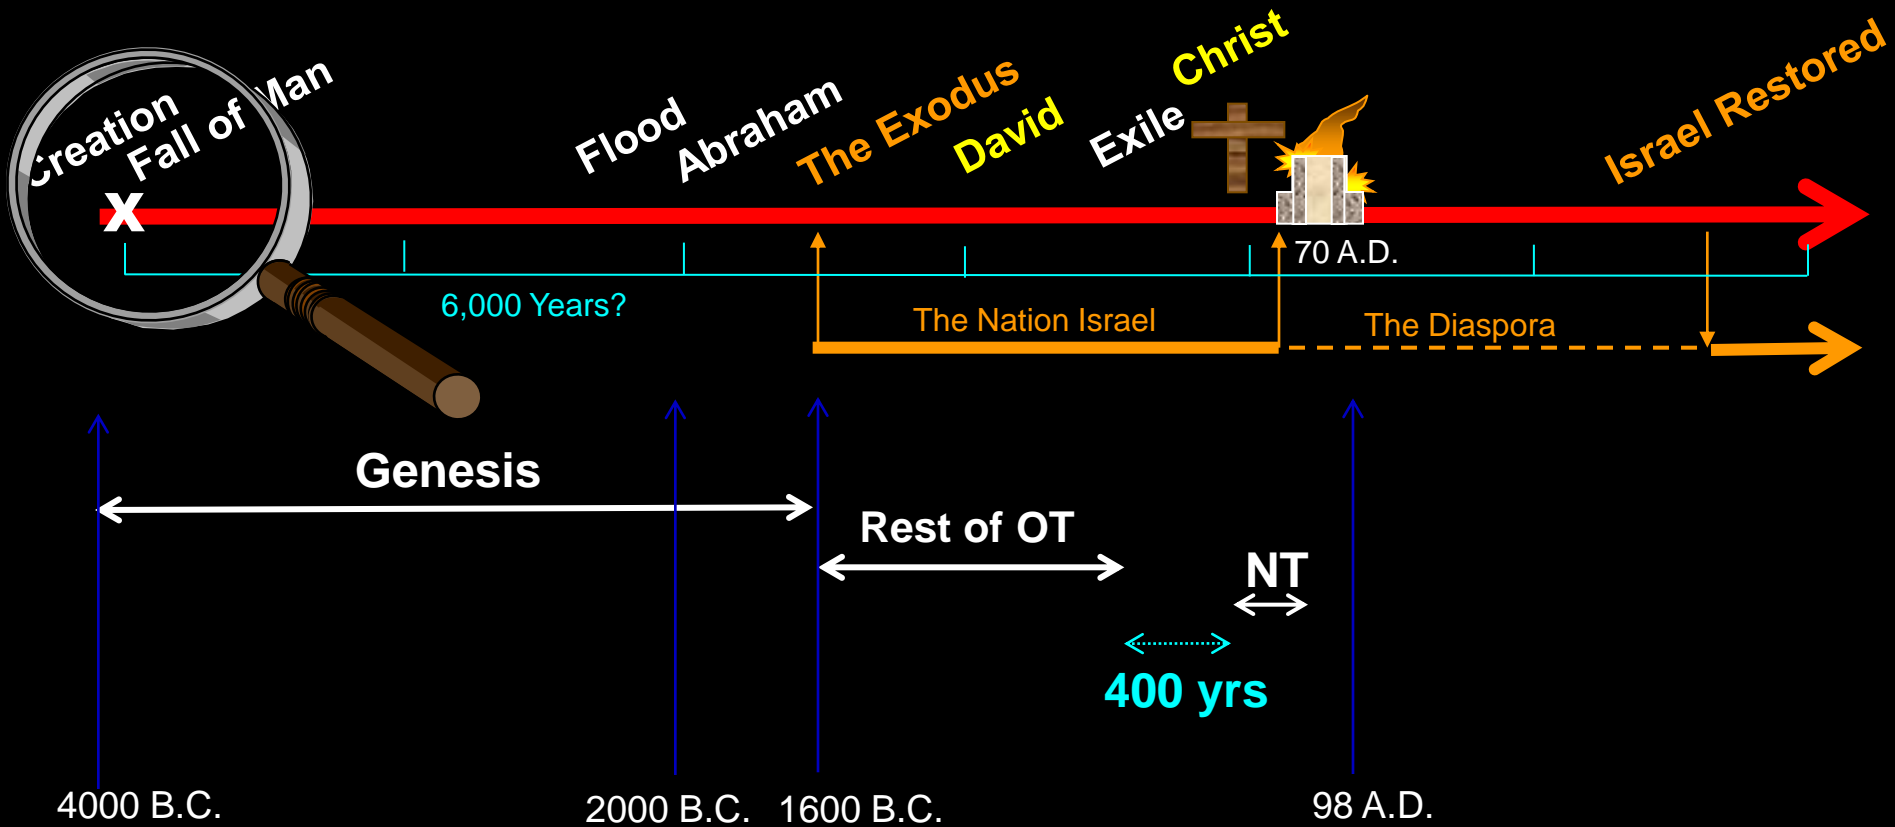 Creation
Fall of Man
Flood
Abraham
The Exodus
David
Exile
Christ
Israel Restored
X
70 A.D.
6,000 Years?
The Nation Israel
The Diaspora
Genesis
Rest of OT
NT
400 yrs
4000 B.C.
2000 B.C.
1600 B.C.
98 A.D.